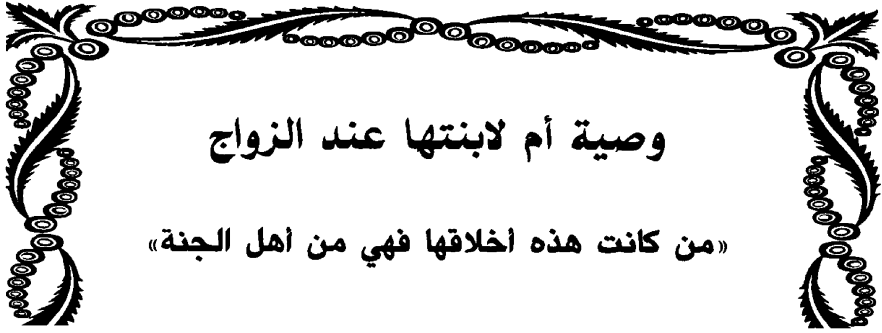 وصية أم لابنتها عند الزواج
«من كانت هذه أخلاقها فهي من أهل الجنة»